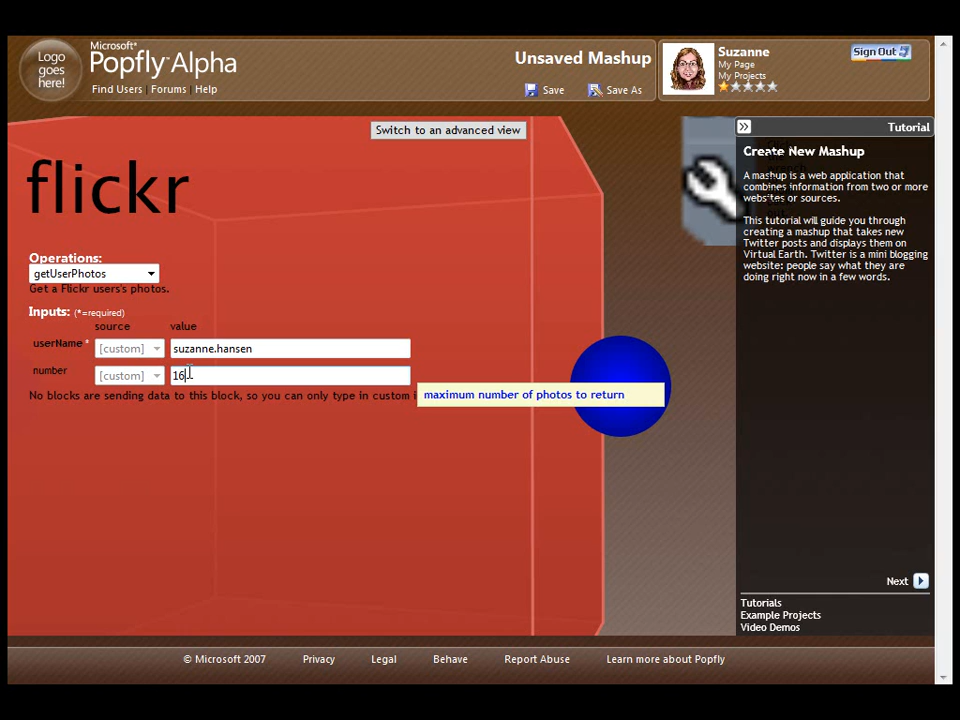 Logo
goes
here!
Microsoft®
Popfly™ Alpha
Find Users | Forums | Help
Unsaved Mashup
Save
Save As
Suzanne
My Page
My Projects
Sign Out
Switch to an advanced view
flickr
Operations:
getUserPhotos
Get a Flickr users's photos.
Inputs: (*=required)
source value
userName * [custom] suzanne.hansen
number [custom] 16
No blocks are sending data to this block, so you can only type in custom i
maximum number of photos to return
Tutorial
Create New Mashup
A mashup is a web application that
combines information from two or more
websites or sources.
This tutorial will guide you through
creating a mashup that takes new
Twitter posts and displays them on
Virtual Earth. Twitter is a mini blogging
website: people say what they are
doing right now in a few words.
Next
Tutorials
Example Projects
Video Demos
© Microsoft 2007 Privacy Legal Behave Report Abuse Learn more about Popfly